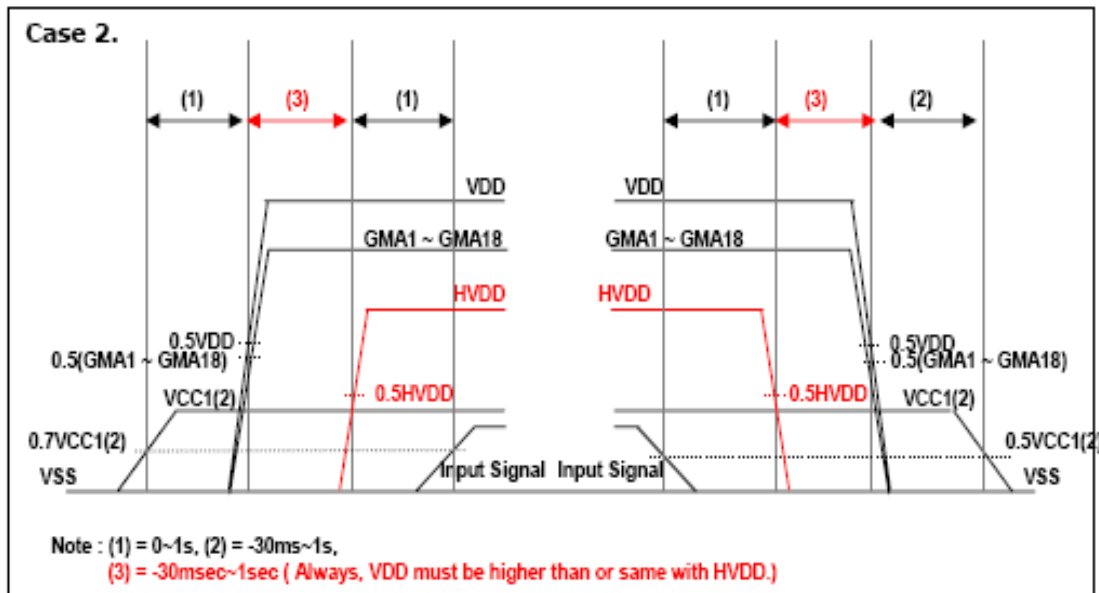 Case 2.
(1) (3) (1) (1) (3) (2)
VDD VDD
GMA1 ~ GMA18 GMA1 ~ GMA18
HVDD HVDD
0.5VDD 0.5VDD
0.5(GMA1 ~ GMA18) 0.5(GMA1 ~ GMA18)
VCC1(2) 0.5HVDD 0.5HVDD VCC1(2)
0.7VCC1(2) 0.5VCC1(2)
VSS Input Signal Input Signal VSS
Note : (1) = 0~1s, (2) = -30ms~1s,
(3) = -30msec~1sec ( Always, VDD must be higher than or same with HVDD.)